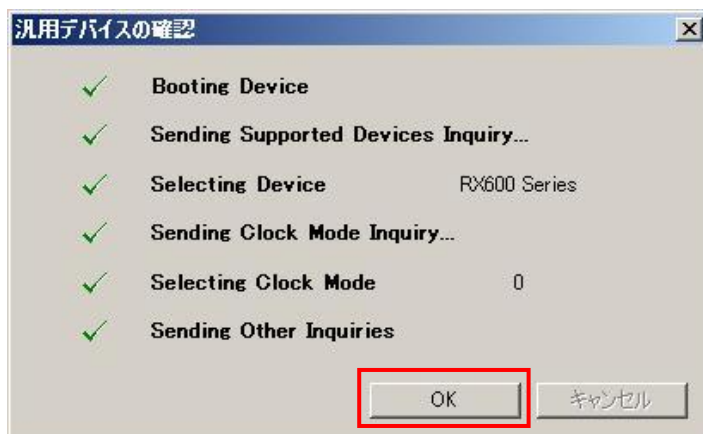 汎用デバイスの確認
Booting Device
Sending Supported Devices Inquiry...
Selecting Device RX600 Series
Sending Clock Mode Inquiry...
Selecting Clock Mode 0
Sending Other Inquiries
OK キャンセル